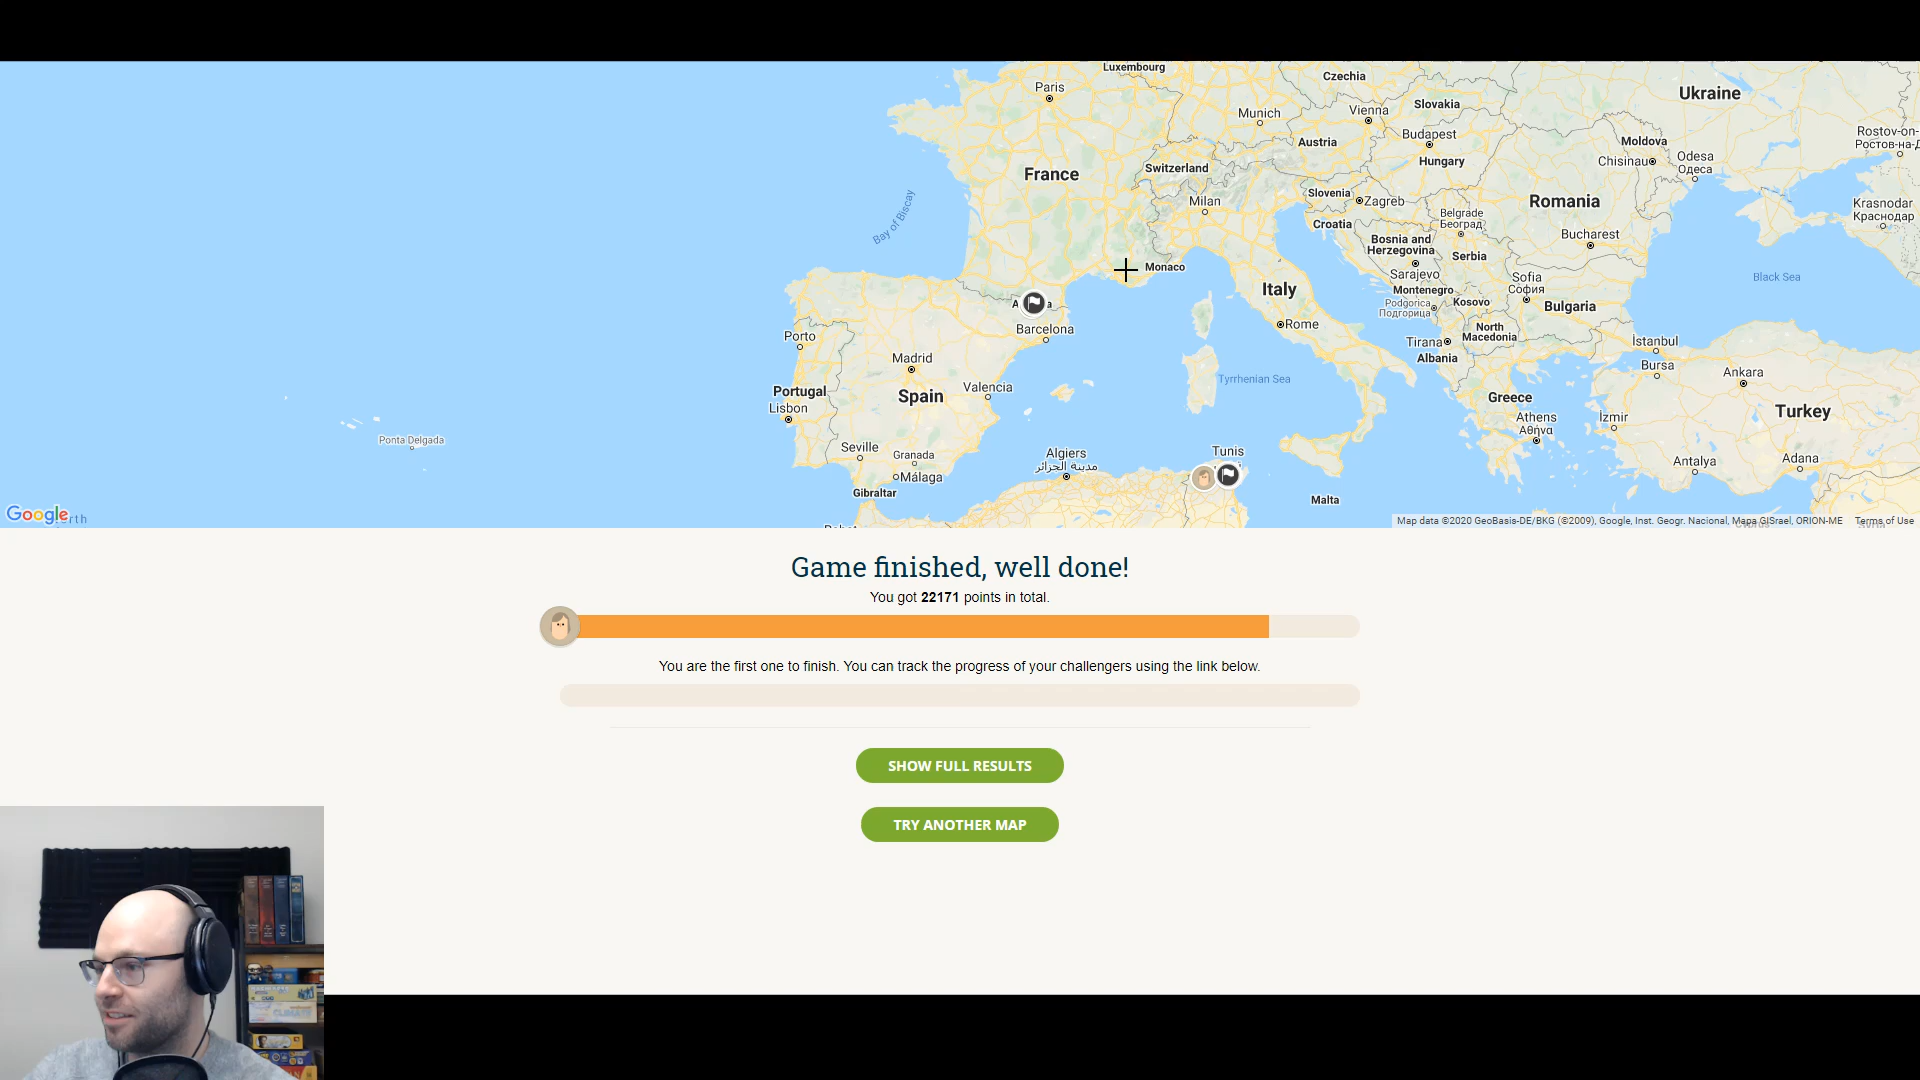 Luxembourg
Czechia
Paris
Ukraine
Slovakia
Munich
Vienna
Rostov-on-
Ростов-на-Д
Budapest
Moldova
Austria
Hungary
Chisinau
Odesa
Одеса
France
Switzerland
Slovenia
Zagreb
Romania
Milan
Krasnodar
Краснодар
Belgrade
Београд
Croatia
Bay of Biscay
Bosnia and
Herzegovina
Bucharest
Serbia
Monaco
Sarajevo
Sofia
София
Black Sea
Italy
Montenegro
Kosovo
Bulgaria
Podgorica
Подгорица
Barcelona
Rome
North
Macedonia
Porto
Tirana
İstanbul
Madrid
Albania
Bursa
Ankara
Tyrrhenian Sea
Portugal
Valencia
Spain
Greece
Lisbon
Turkey
Athens
Αθήνα
İzmir
Ponta Delgada
Seville
Granada
Algiers
مدينة الجزائر
Tunis
Antalya
Adana
Málaga
Gibraltar
Malta
Google
rth
Map data ©2020 GeoBasis-DE/BKG (©2009), Google, Inst. Geogr. Nacional, Mapa GISrael, ORION-ME Terms of Use
Game finished, well done!
You got 22171 points in total.
You are the first one to finish. You can track the progress of your challengers using the link below.
SHOW FULL RESULTS
TRY ANOTHER MAP